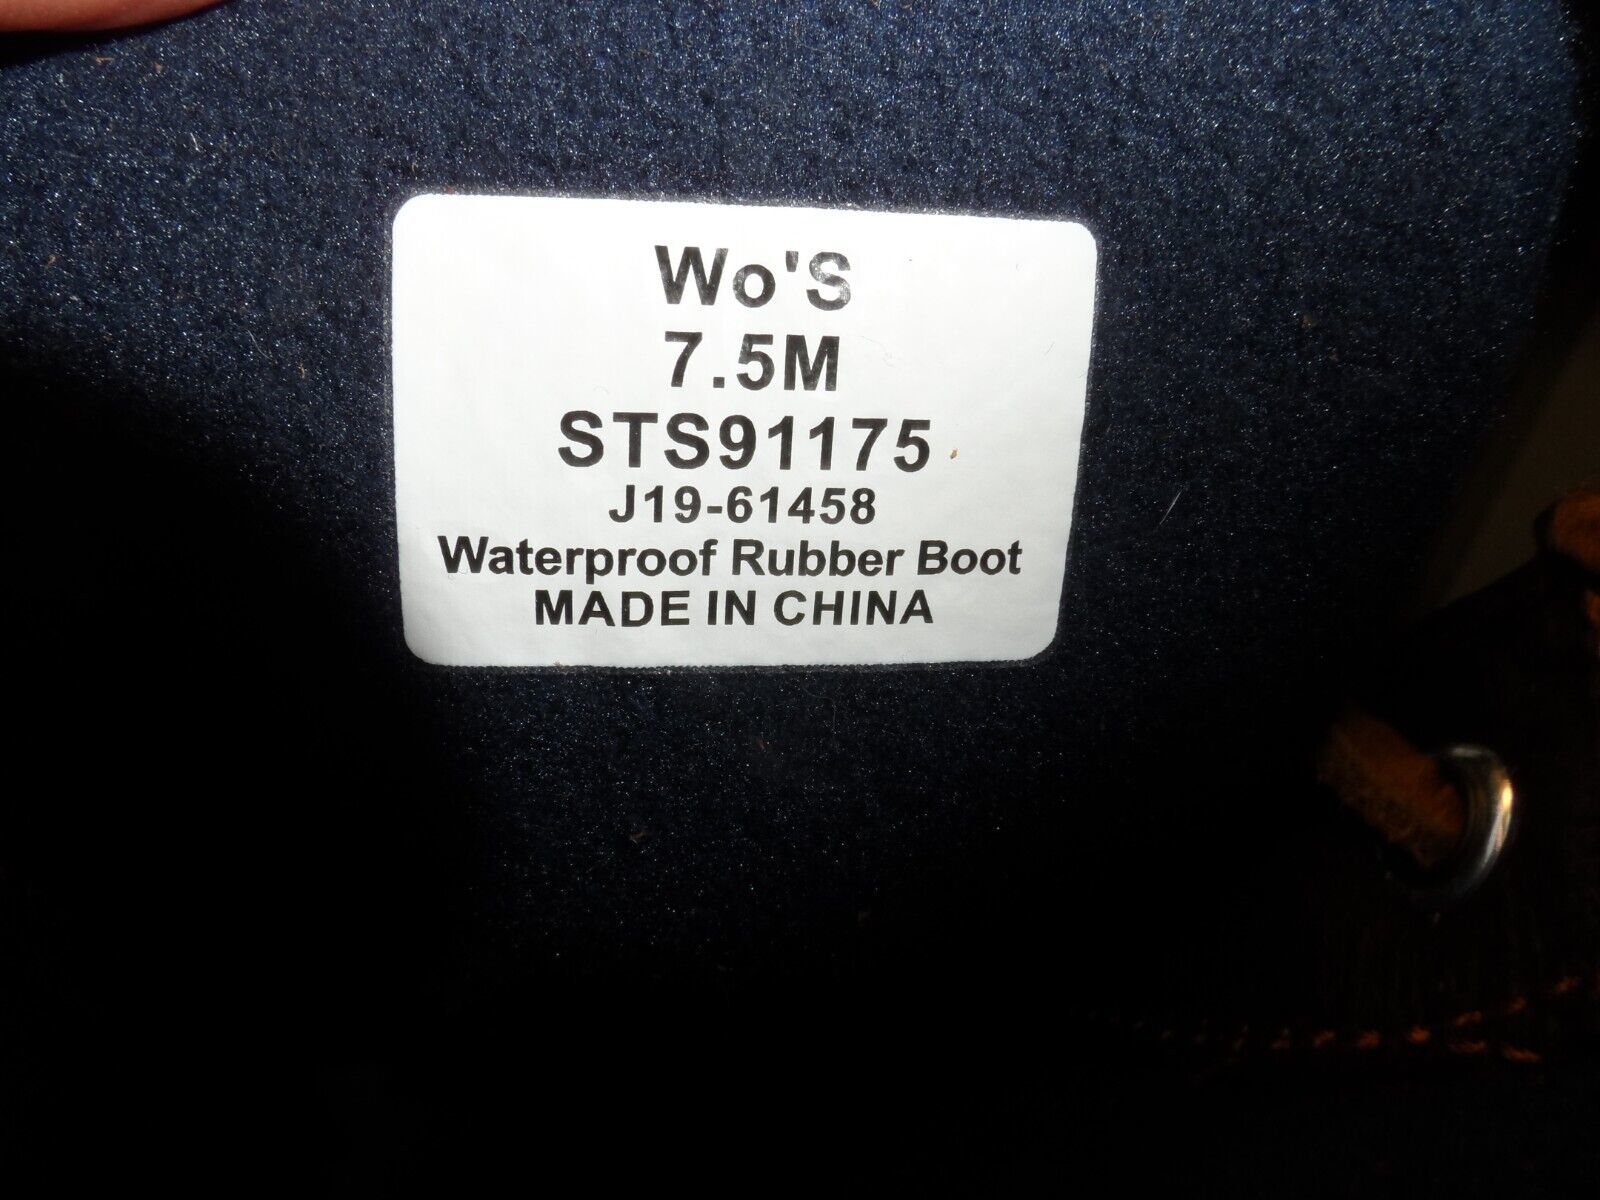 Wo'S
7.5M
STS91175
J19-61458
Waterproof Rubber Boot
MADE IN CHINA